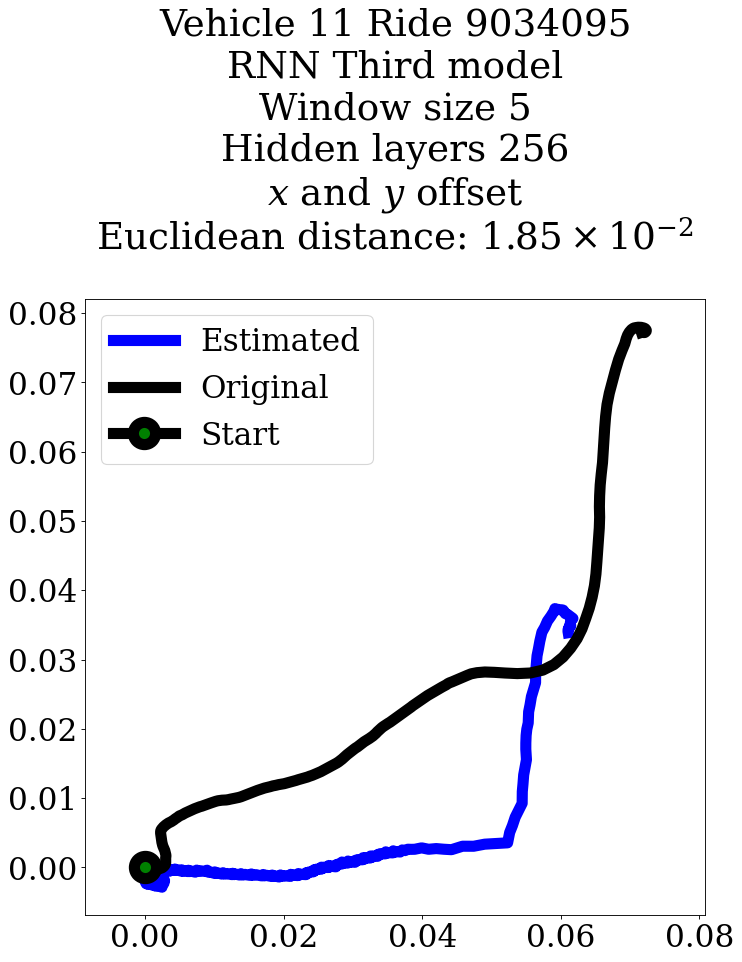 Vehicle 11 Ride 9034095
RNN Third model
Window size 5
Hidden layers 256
x and y offset
Euclidean distance: 1.85 × 10⁻²
Estimated
Original
Start
0.08
0.07
0.06
0.05
0.04
0.03
0.02
0.01
0.00
0.00 0.02 0.04 0.06 0.08